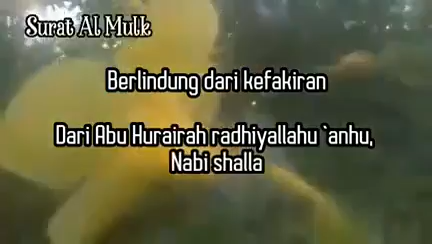 Surat Al Mulk
Berlindung dari kefakiran
Dari Abu Hurairah radhiyallahu `anhu,
Nabi shalla